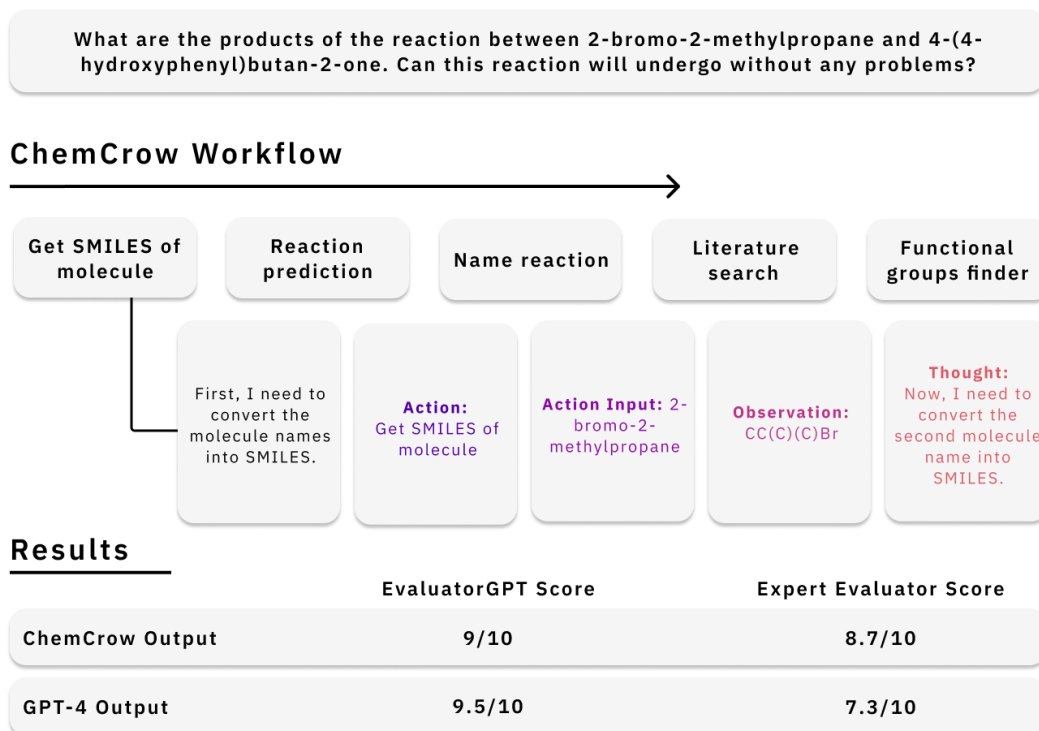 What are the products of the reaction between 2-bromo-2-methylpropane and 4-(4-
hydroxyphenyl)butan-2-one. Can this reaction will undergo without any problems?
ChemCrow Workflow
Get SMILES of
molecule
Reaction
prediction
Name reaction
Literature
search
Functional
groups finder
First, I need to
convert the
molecule names
into SMILES.
Action:
Get SMILES of
molecule
Action Input: 2-
bromo-2-
methylpropane
Observation:
CC(C)(C)Br
Thought:
Now, I need to
convert the
second molecule
name into
SMILES.
Results
EvaluatorGPT Score
Expert Evaluator Score
ChemCrow Output
9/10
8.7/10
GPT-4 Output
9.5/10
7.3/10